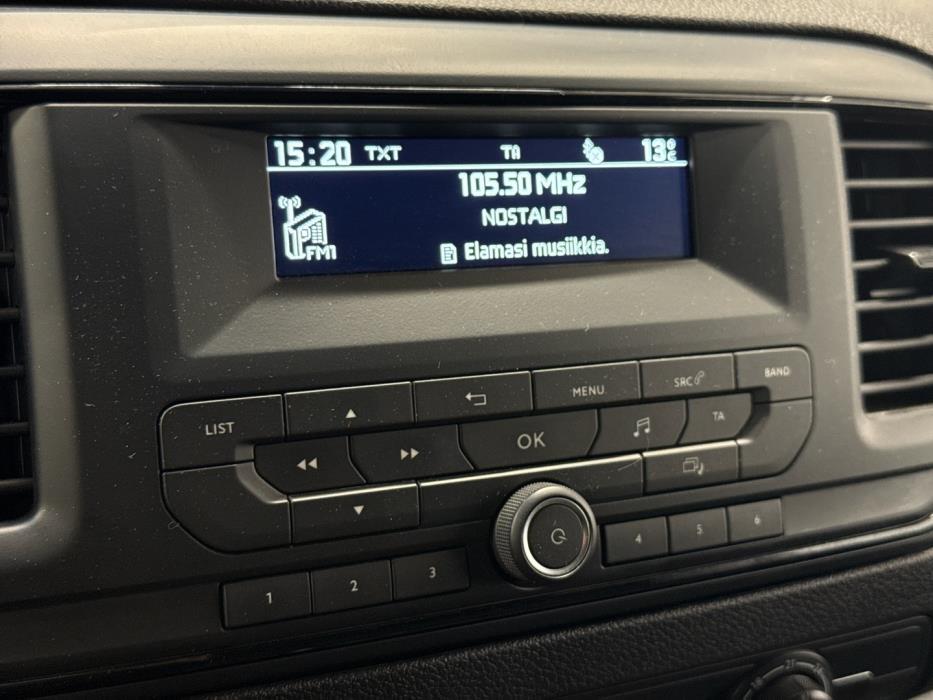 15:20 TXT TA 13°C
105.50 MHz
NOSTALGI
FM1 Elamasi musiikkia.
LIST MENU SRC BAND
OK TA
1 2 3 4 5 6